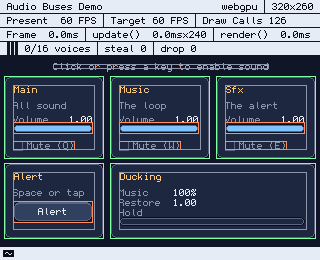 Audio Buses Demo webgpu 320x260
Present 60 FPS Target 60 FPS Draw Calls 126
Frame 0.0ms update() 0.0msx240 render() 0.0ms
0/16 voices steal 0 drop 0
Click or press a key to enable sound
Main Music Sfx
All sound The loop The alert
Volume 1.00 Volume 1.00 Volume 1.00
Mute (Q) Mute (W) Mute (E)
Alert Ducking
Space or tap Music 100%
Alert Restore 1.00
Hold